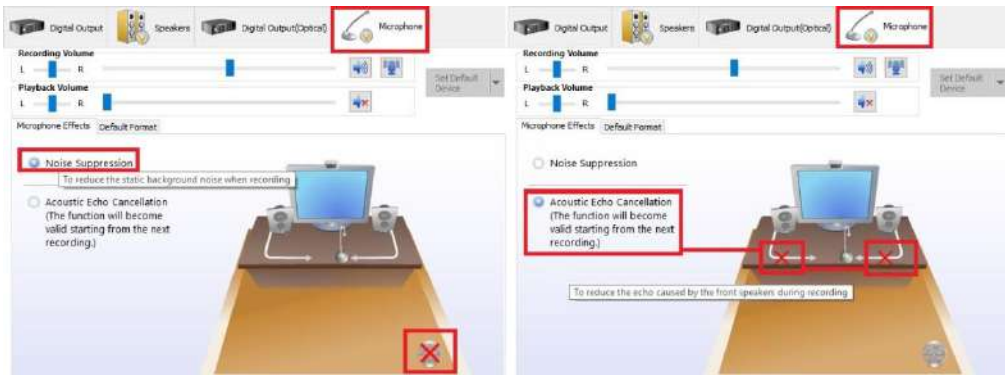 Digital Output
Speakers
Digital Output(Optical)
Microphone
Recording Volume
L
R
Set Default
Device
Playback Volume
L
R
Microphone Effects
Default Format
Noise Suppression
To reduce the static background noise when recording
Acoustic Echo Cancellation
(The function will become
valid starting from the next
recording.)
Digital Output
Speakers
Digital Output(Optical)
Microphone
Recording Volume
L
R
Set Default
Device
Playback Volume
L
R
Microphone Effects
Default Format
Noise Suppression
Acoustic Echo Cancellation
(The function will become
valid starting from the next
recording.)
To reduce the echo caused by the front speakers during recording